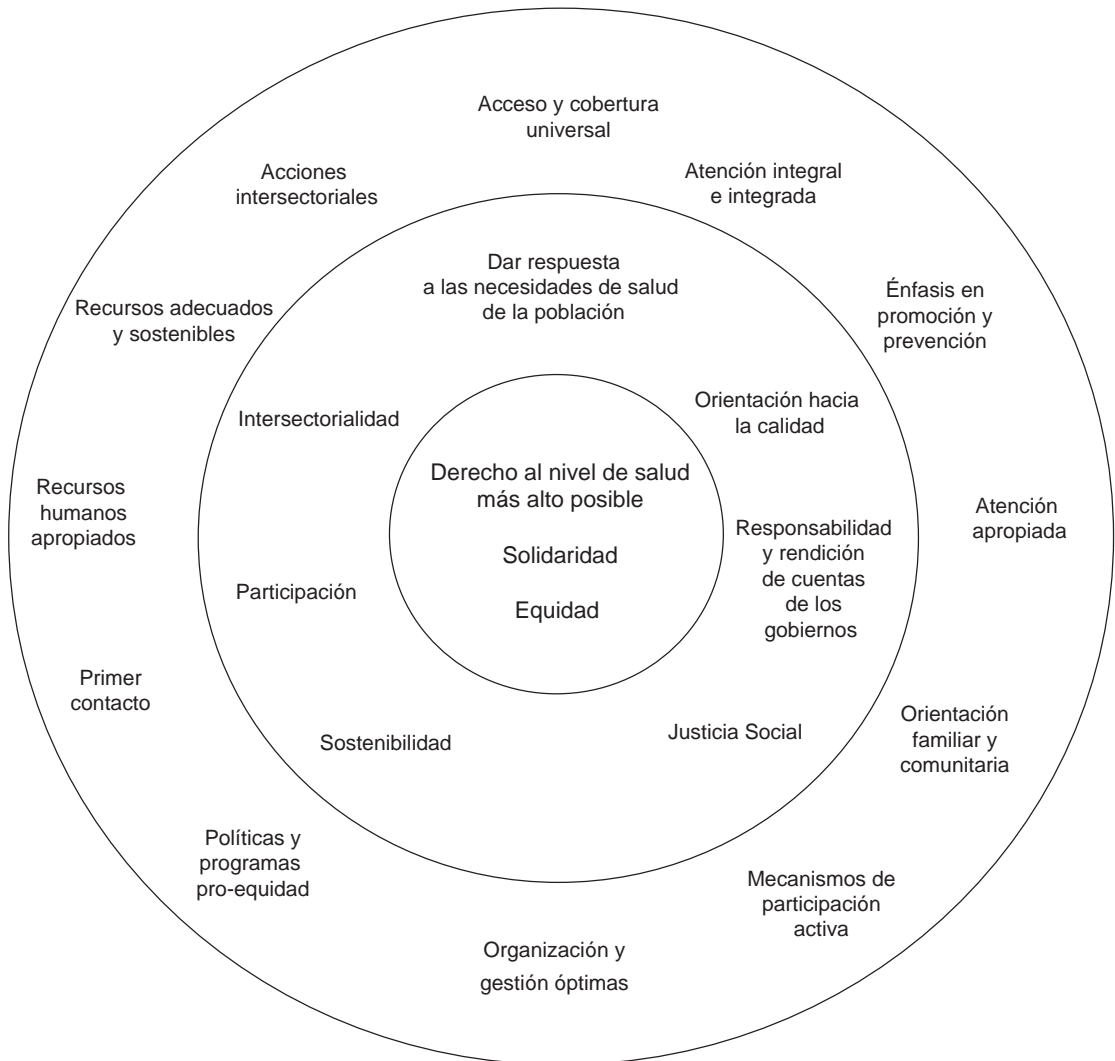 Acceso y cobertura
universal
Atención integral
e integrada
Énfasis en
promoción y
prevención
Atención
apropiada
Orientación
familiar y
comunitaria
Mecanismos de
participación
activa
Organización y
gestión óptimas
Políticas y
programas
pro-equidad
Primer
contacto
Recursos
humanos
apropiados
Recursos adecuados
y sostenibles
Acciones
intersectoriales
Dar respuesta
a las necesidades de salud
de la población
Orientación hacia
la calidad
Responsabilidad
y rendición
de cuentas
de los
gobiernos
Justicia Social
Sostenibilidad
Participación
Intersectorialidad
Derecho al nivel de salud
más alto posible
Solidaridad
Equidad